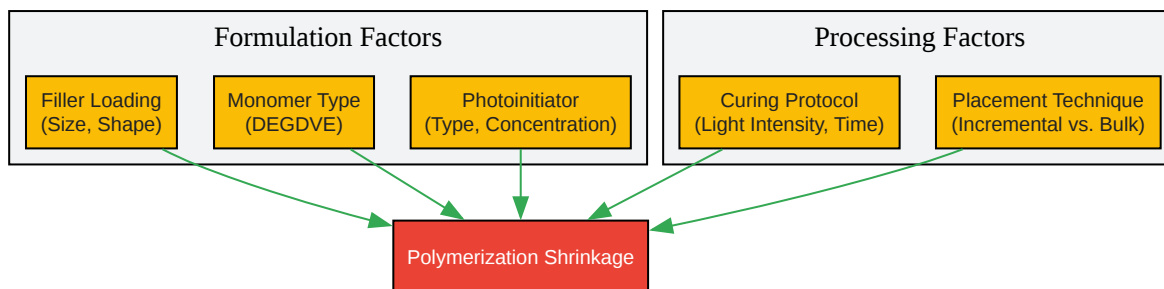 Formulation Factors
Processing Factors
Filler Loading
(Size, Shape)
Monomer Type
(DEGDVE)
Photoinitiator
(Type, Concentration)
Curing Protocol
(Light Intensity, Time)
Placement Technique
(Incremental vs. Bulk)
Polymerization Shrinkage